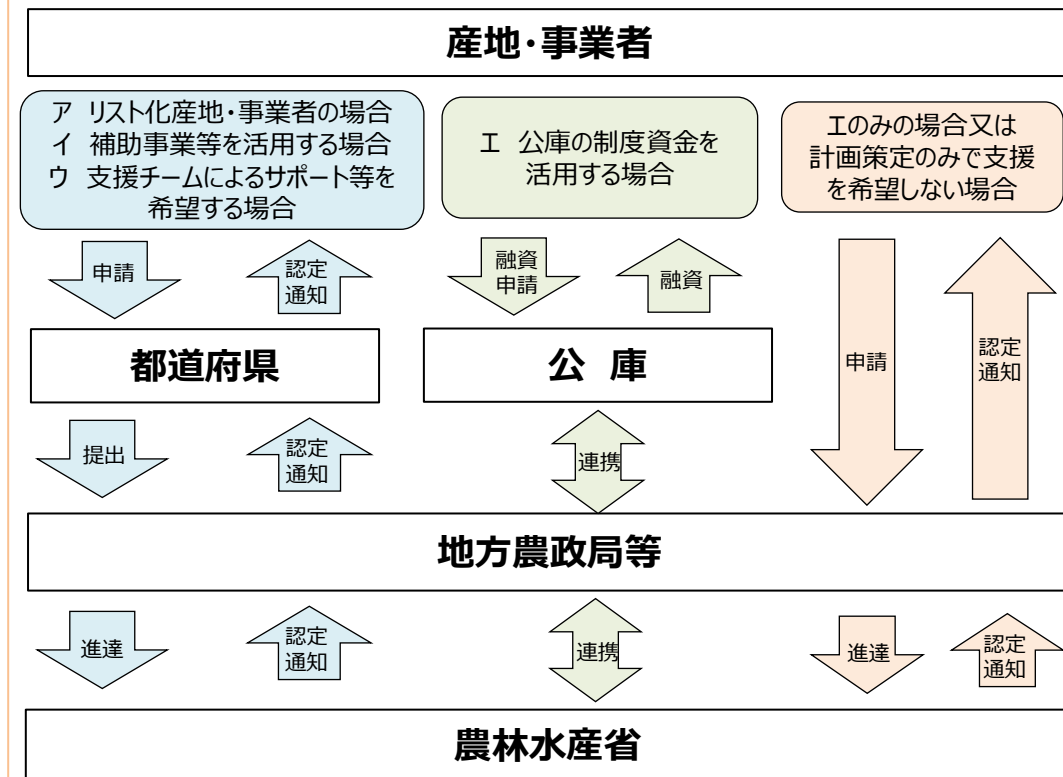 産地・事業者
ア リスト化産地・事業者の場合
イ 補助事業等を活用する場合
ウ 支援チームによるサポート等を
希望する場合
エ 公庫の制度資金を
活用する場合
エのみの場合又は
計画策定のみで支援
を希望しない場合
申請
認定
通知
融資
申請
融資
申請
認定
通知
都道府県
公 庫
提出
認定
通知
連携
地方農政局等
進達
認定
通知
連携
進達
認定
通知
農林水産省